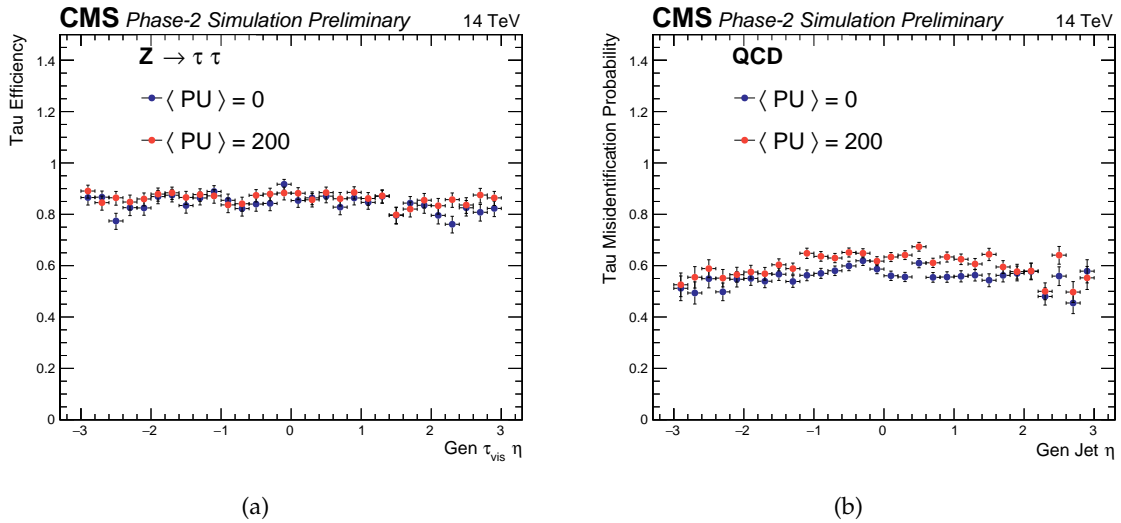 CMS Phase-2 Simulation Preliminary 14 TeV
Tau Efficiency
1.4
1.2
1
0.8
0.6
0.4
0.2
0
Z → τ τ
⟨ PU ⟩ = 0
⟨ PU ⟩ = 200
−3 −2 −1 0 1 2 3
Gen τvis η
(a)
CMS Phase-2 Simulation Preliminary 14 TeV
Tau Misidentification Probability
1.4
1.2
1
0.8
0.6
0.4
0.2
0
QCD
⟨ PU ⟩ = 0
⟨ PU ⟩ = 200
−3 −2 −1 0 1 2 3
Gen Jet η
(b)